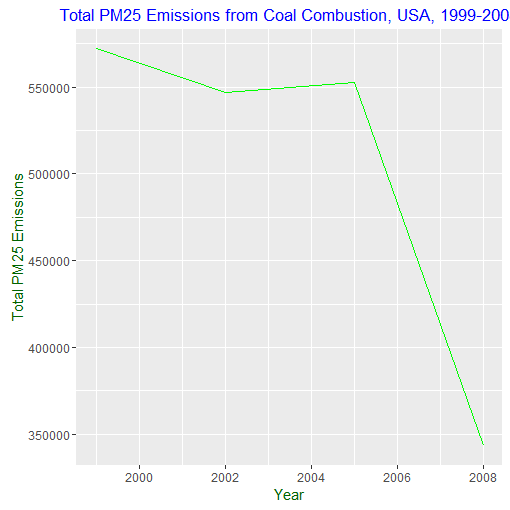 Total PM25 Emissions from Coal Combustion, USA, 1999-200
550000
500000
450000
400000
350000
Total PM25 Emissions
2000 2002 2004 2006 2008
Year